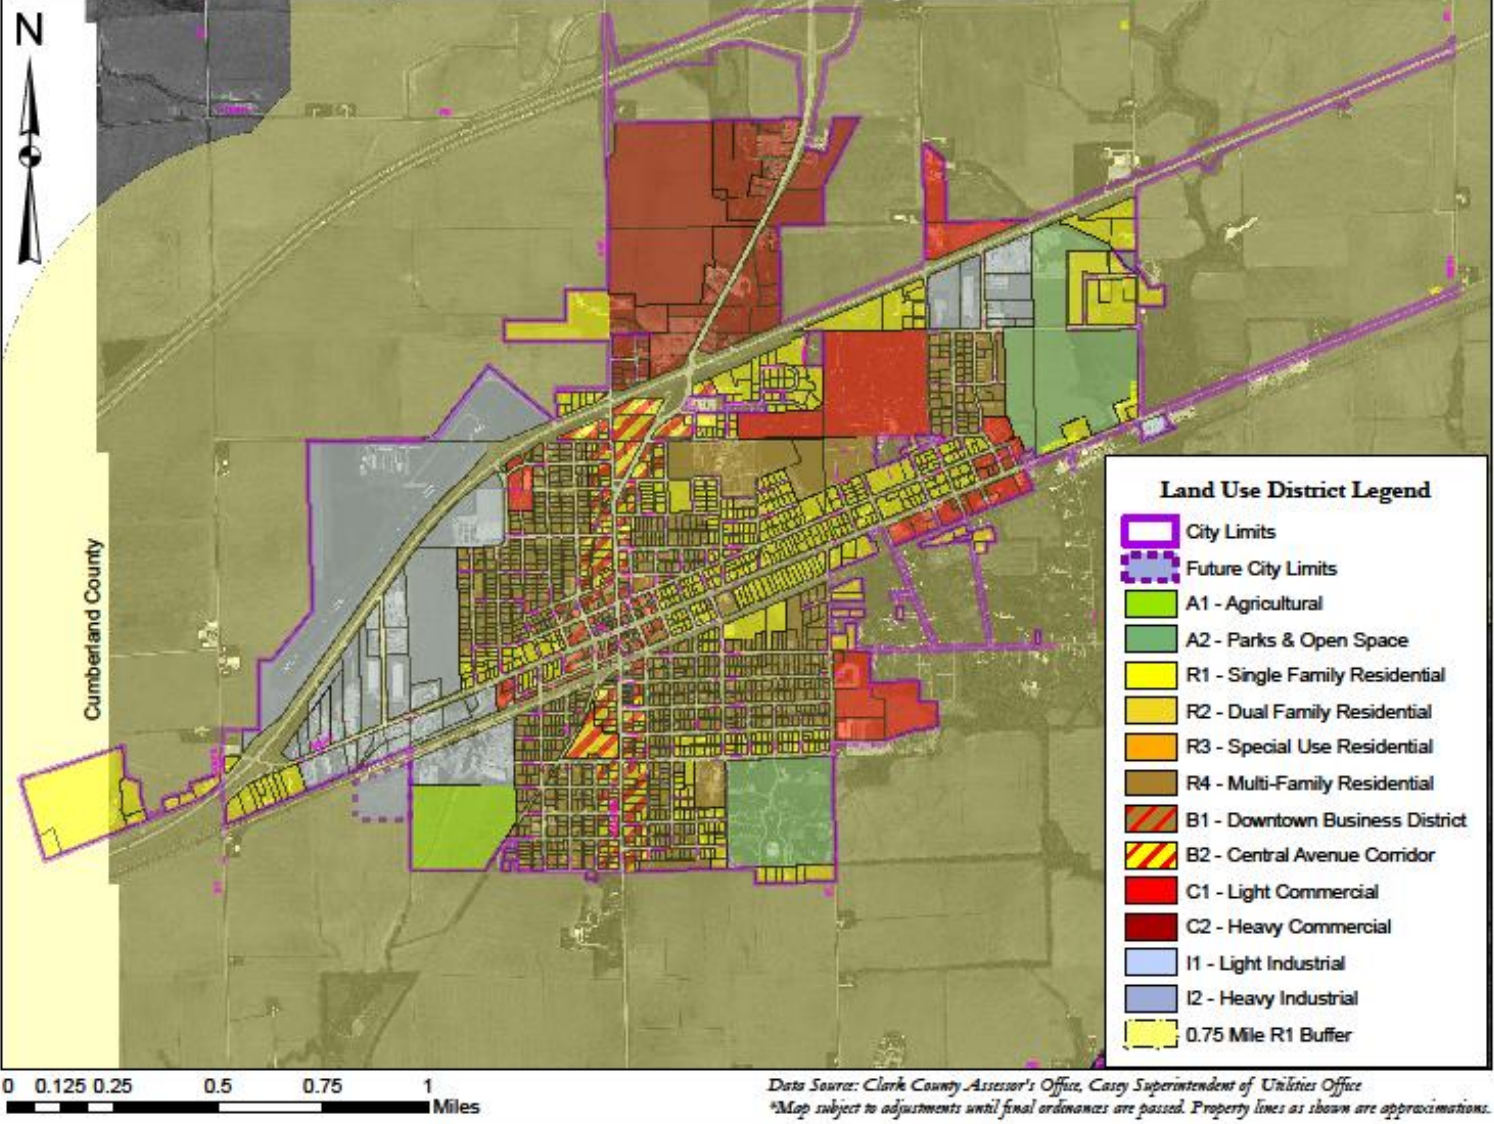 N
Cumberland County
Land Use District Legend
City Limits
Future City Limits
A1 - Agricultural
A2 - Parks & Open Space
R1 - Single Family Residential
R2 - Dual Family Residential
R3 - Special Use Residential
R4 - Multi-Family Residential
B1 - Downtown Business District
B2 - Central Avenue Corridor
C1 - Light Commercial
C2 - Heavy Commercial
I1 - Light Industrial
I2 - Heavy Industrial
0.75 Mile R1 Buffer
0 0.125 0.25 0.5 0.75 1
Miles
Data Source: Clark County Assessor's Office, Casey Superintendent of Utilities Office
*Map subject to adjustments until final ordinances are passed. Property lines as shown are approximations.